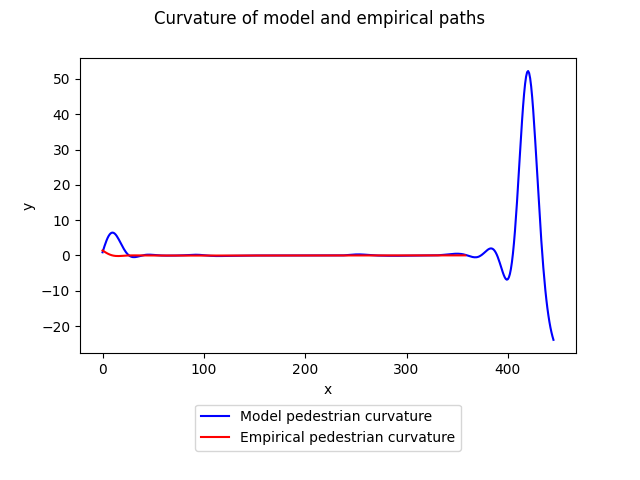 Curvature of model and empirical paths
50
40
30
20
10
0
−10
−20
y
0 100 200 300 400
x
Model pedestrian curvature
Empirical pedestrian curvature